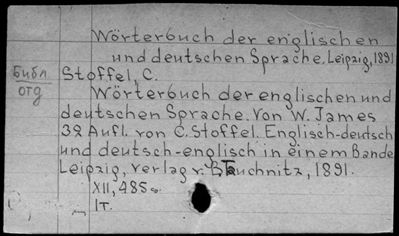 Wörterbuch der englischen
und deutschen Sprache. Leipzig, 1891
Библ
отд
Stoffel, C.
Wörterbuch der englischen und
deutschen Sprache. Von W. James
32 Aufl. von C. Stoffel. Englisch-deutsch
und deutsch-englisch in einem Bande
Leipzig, Verlag v. B. Tauchnitz, 1891.
XII, 485 s.
1T.